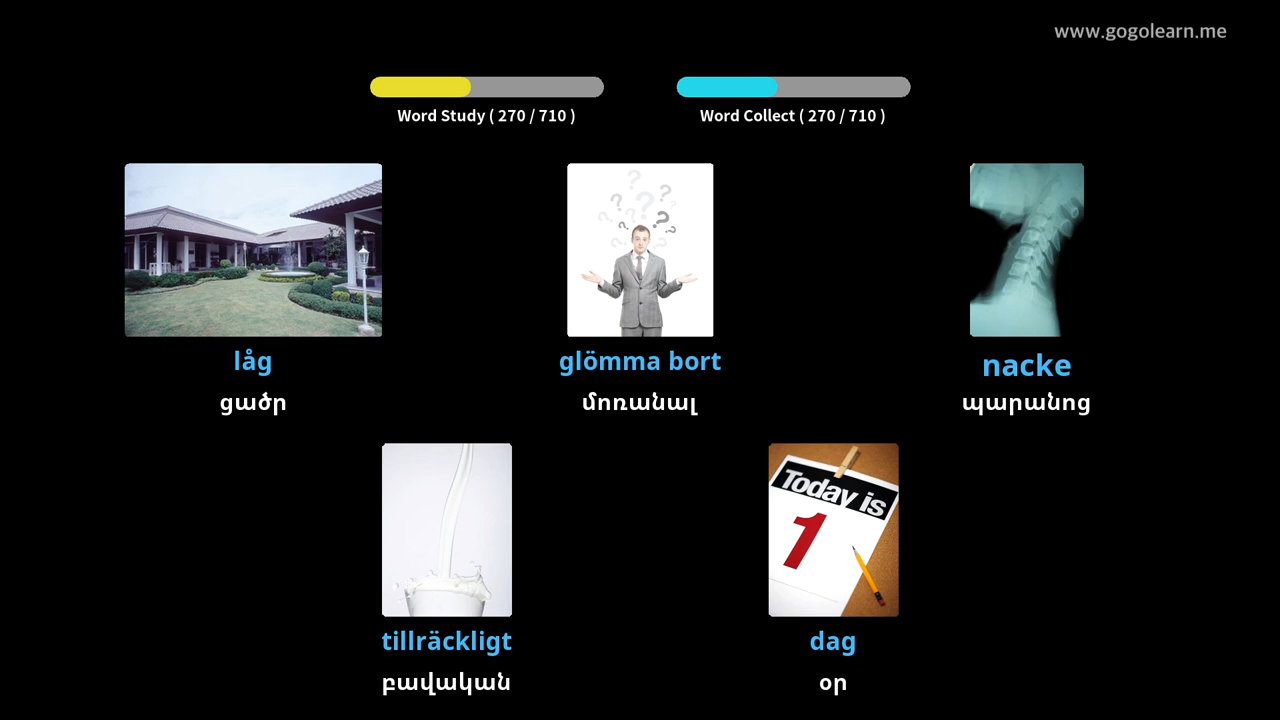 www.gogolearn.me
Word Study ( 270 / 710 )
Word Collect ( 270 / 710 )
låg
glömma bort
nacke
ցածր
մոռանալ
պարանոց
Today is
1
tillräckligt
dag
բավական
օր